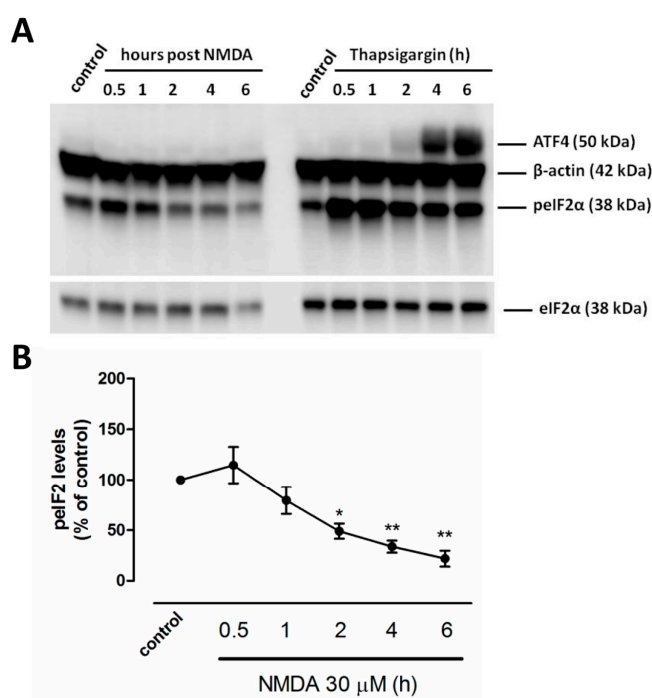 A
control
hours post NMDA
0.5 1 2 4 6
control
Thapsigargin (h)
0.5 1 2 4 6
ATF4 (50 kDa)
β-actin (42 kDa)
peIF2α (38 kDa)
eIF2α (38 kDa)
B
peIF2 levels
(% of control)
200
150
100
50
0
* ** **
control 0.5 1 2 4 6
NMDA 30 μM (h)